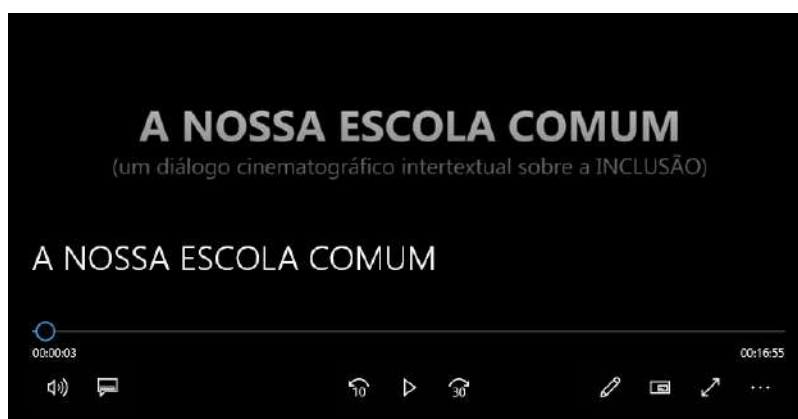 A NOSSA ESCOLA COMUM
(um diálogo cinematográfico intertextual sobre a INCLUSÃO)
A NOSSA ESCOLA COMUM
00:00:03 00:16:55
10 30